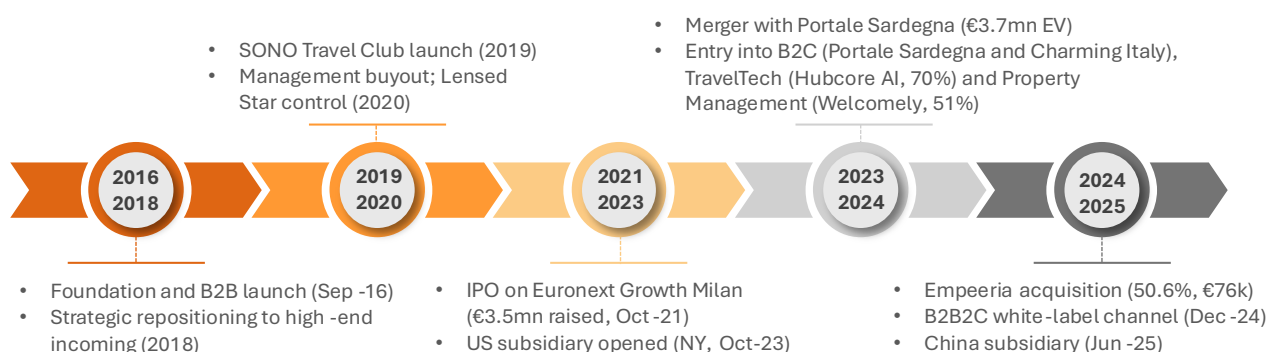 • SONO Travel Club launch (2019)
• Management buyout; Lensed
Star control (2020)
• Merger with Portale Sardegna (€3.7mn EV)
• Entry into B2C (Portale Sardegna and Charming Italy),
TravelTech (Hubcore AI, 70%) and Property
Management (Welcomely, 51%)
2016
2018
2019
2020
2021
2023
2023
2024
2024
2025
• Foundation and B2B launch (Sep -16)
• Strategic repositioning to high -end
incoming (2018)
• IPO on Euronext Growth Milan
(€3.5mn raised, Oct -21)
• US subsidiary opened (NY, Oct-23)
• Empeeria acquisition (50.6%, €76k)
• B2B2C white -label channel (Dec -24)
• China subsidiary (Jun -25)